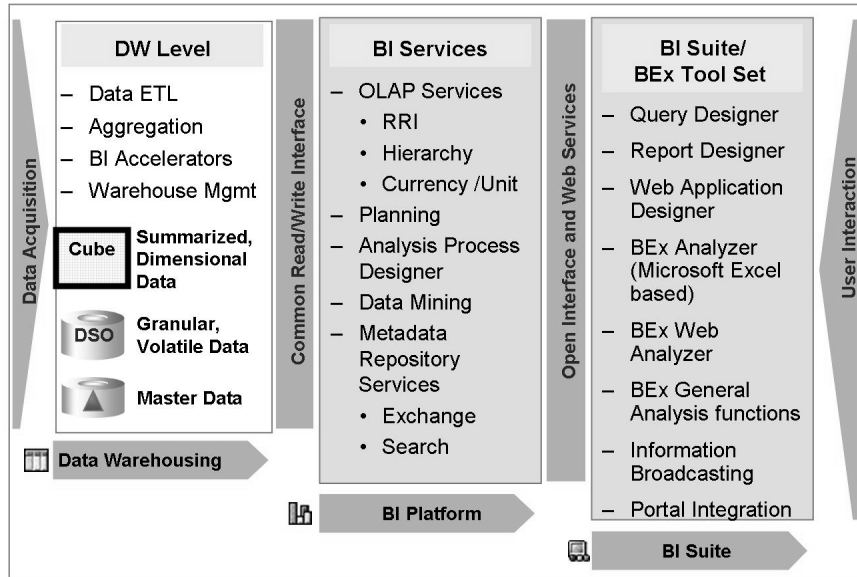 Data Acquisition
DW Level
– Data ETL
– Aggregation
– BI Accelerators
– Warehouse Mgmt
Cube
Summarized,
Dimensional
Data
DSO
Granular,
Volatile Data
Master Data
Data Warehousing
Common Read/Write Interface
BI Services
– OLAP Services
• RRI
• Hierarchy
• Currency /Unit
– Planning
– Analysis Process
Designer
– Data Mining
– Metadata
Repository
Services
• Exchange
• Search
BI Platform
Open Interface and Web Services
BI Suite/
BEx Tool Set
– Query Designer
– Report Designer
– Web Application
Designer
– BEx Analyzer
(Microsoft Excel
based)
– BEx Web
Analyzer
– BEx General
Analysis functions
– Information
Broadcasting
– Portal Integration
BI Suite
User Interaction